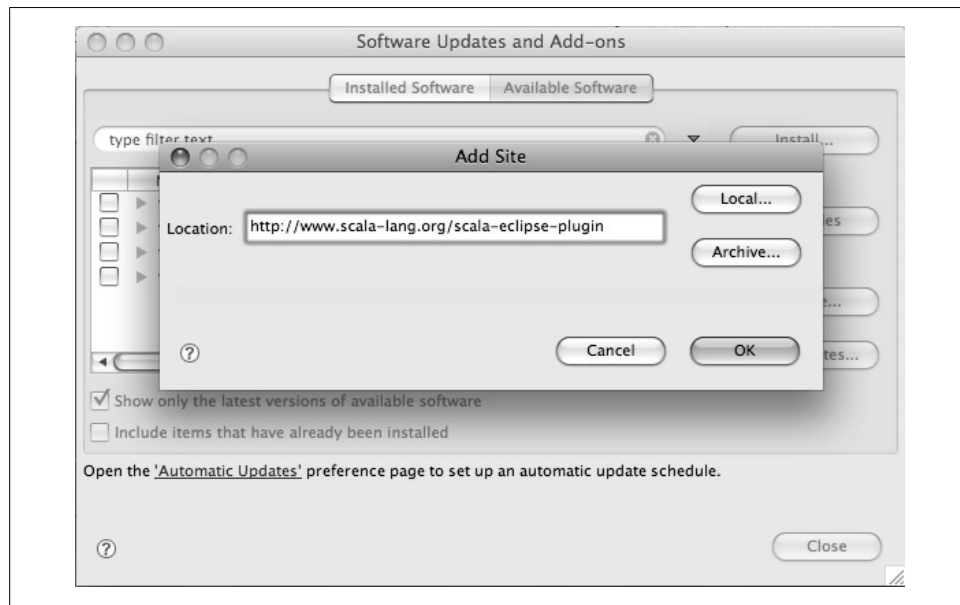 Software Updates and Add-ons
Installed Software Available Software
type filter text
Install...
Add Site
Local...
Location: http://www.scala-lang.org/scala-eclipse-plugin
Archive...
? Cancel OK
Show only the latest versions of available software
Include items that have already been installed
Open the 'Automatic Updates' preference page to set up an automatic update schedule.
? Close